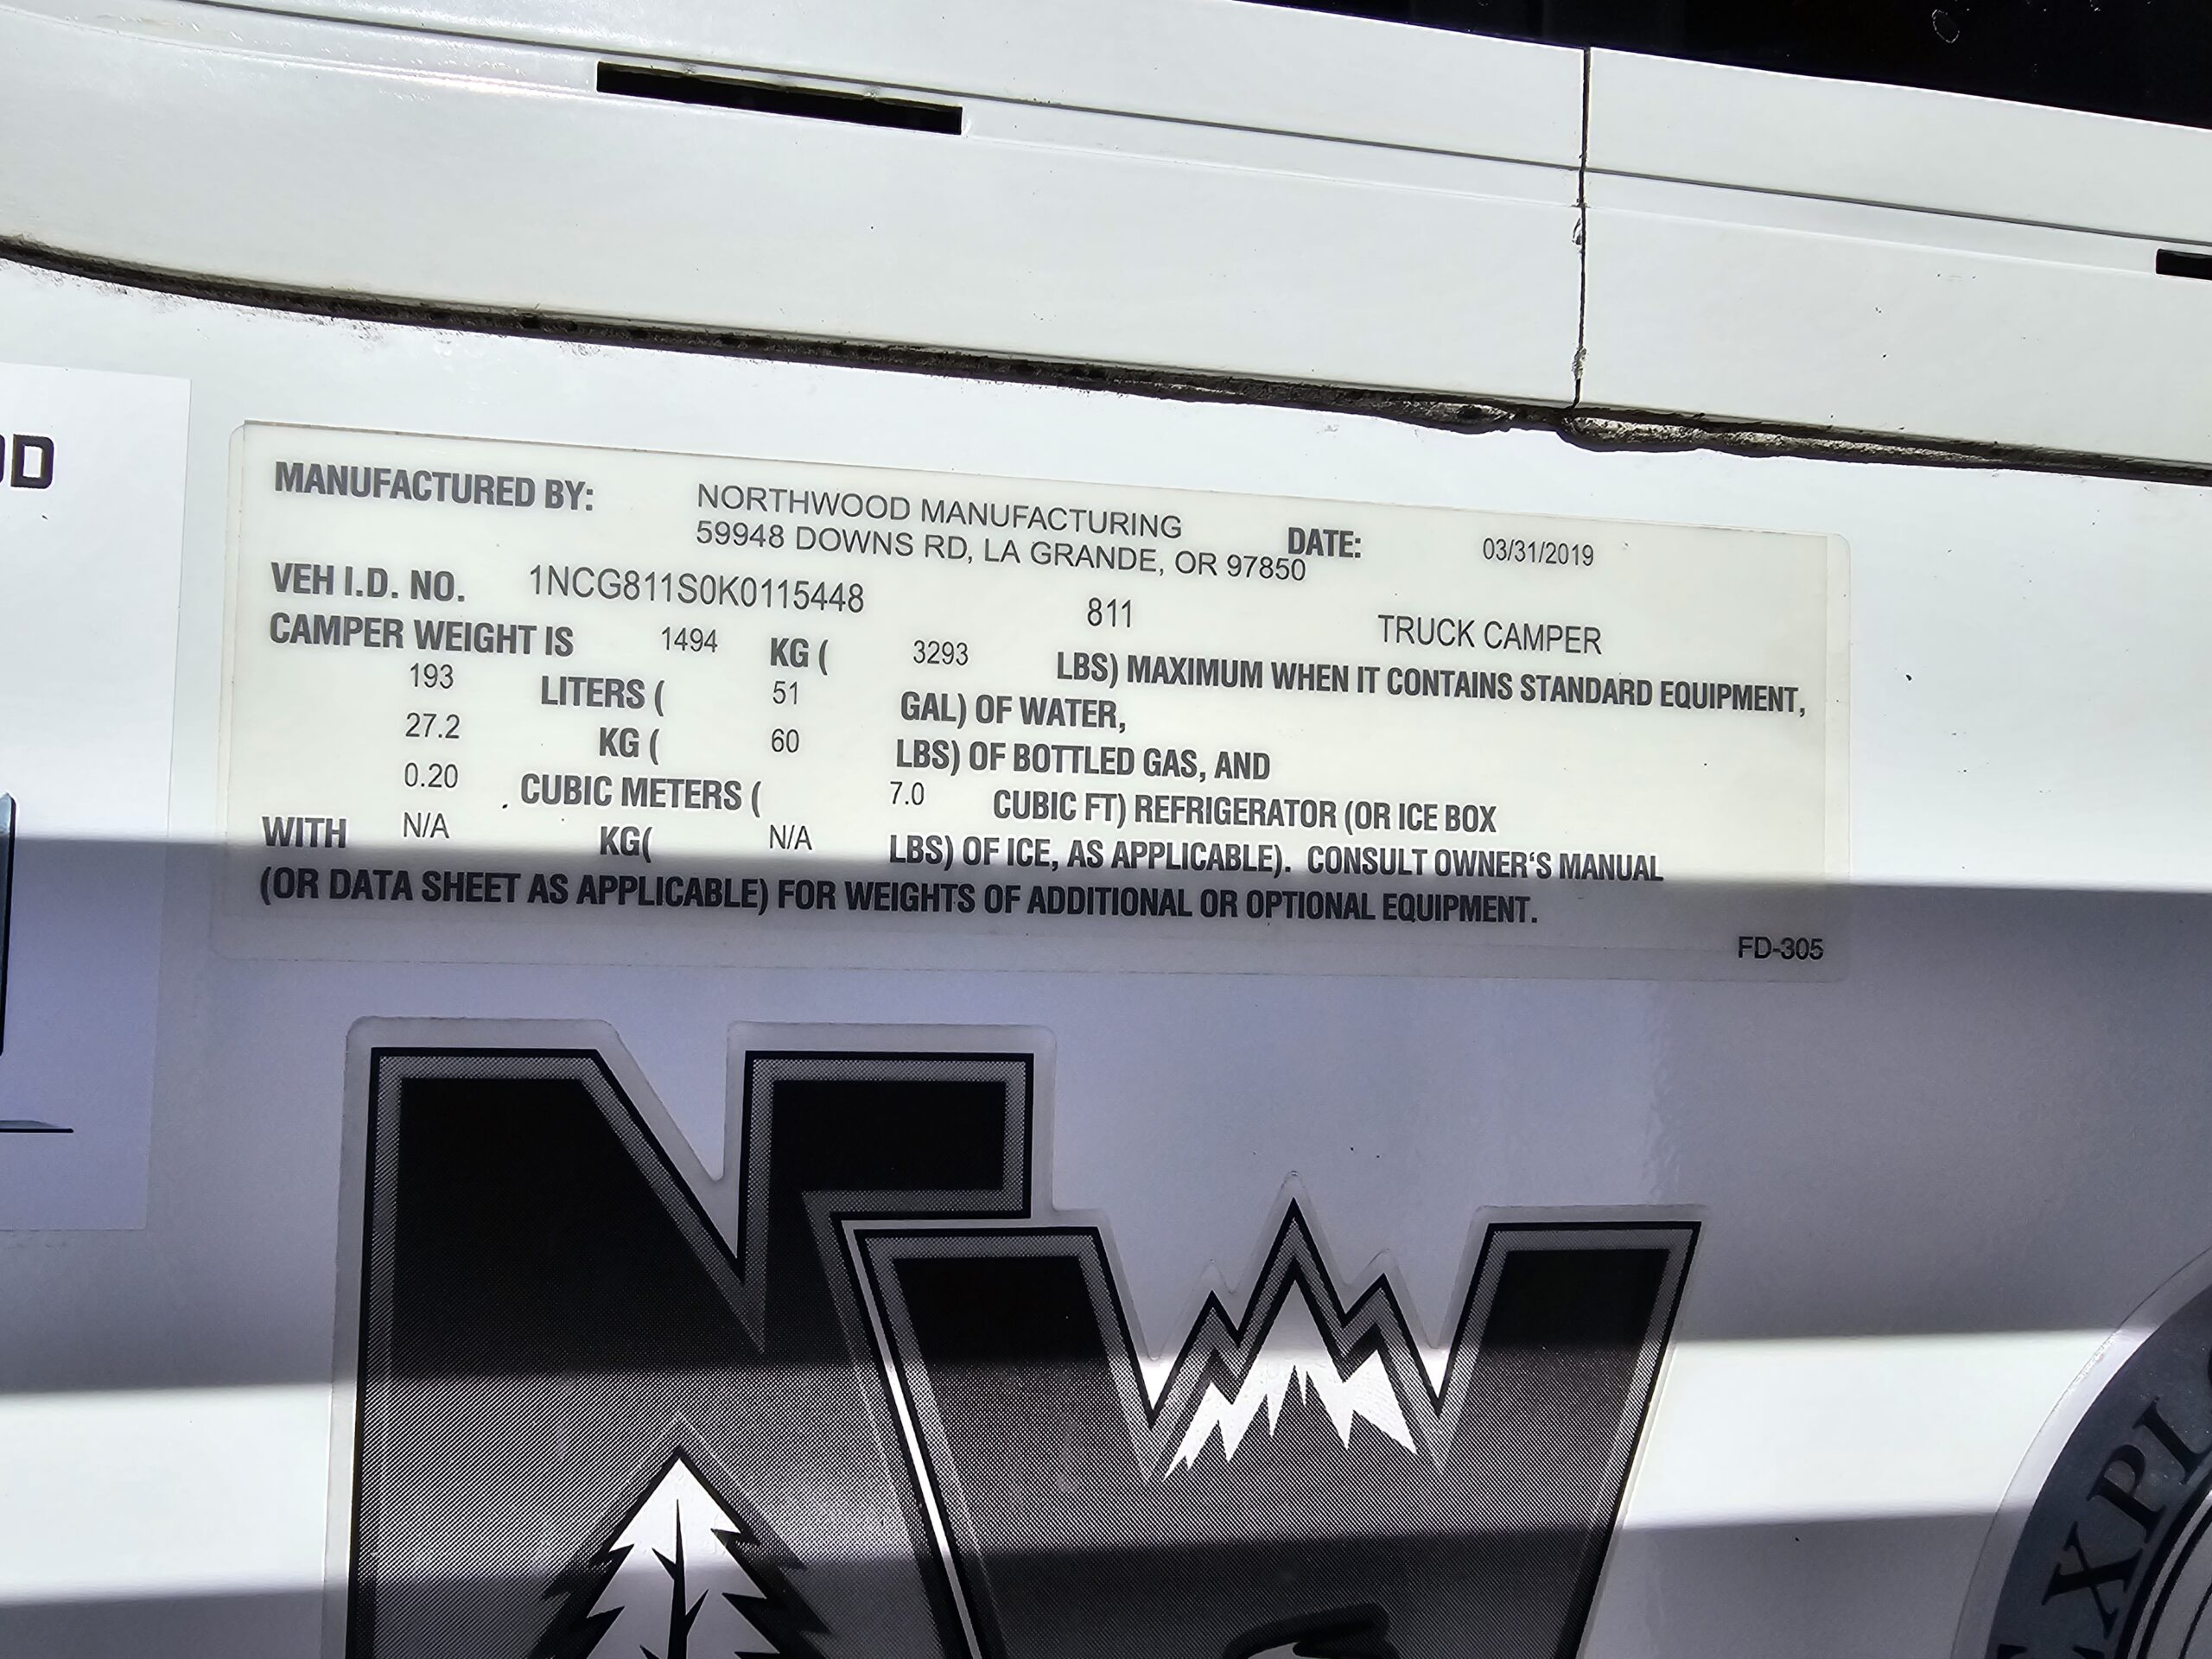 OD
MANUFACTURED BY: NORTHWOOD MANUFACTURING
59948 DOWNS RD, LA GRANDE, OR 97850 DATE: 03/31/2019
VEH I.D. NO. 1NCG811S0K0115448 811 TRUCK CAMPER
CAMPER WEIGHT IS 1494 KG ( 3293 LBS) MAXIMUM WHEN IT CONTAINS STANDARD EQUIPMENT,
193 LITERS ( 51 GAL) OF WATER,
27.2 KG ( 60 LBS) OF BOTTLED GAS, AND
0.20 CUBIC METERS ( 7.0 CUBIC FT) REFRIGERATOR (OR ICE BOX
WITH N/A KG( N/A LBS) OF ICE, AS APPLICABLE). CONSULT OWNER'S MANUAL
(OR DATA SHEET AS APPLICABLE) FOR WEIGHTS OF ADDITIONAL OR OPTIONAL EQUIPMENT.
FD-305
NW